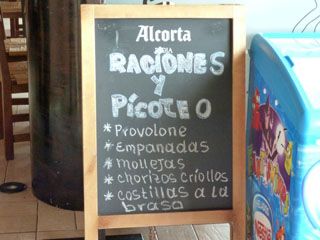 Alcorta
RACIONES
Y
PICOTEO
* Provolone
* Empanadas
* Mollejas
* chorizos criollos
* costillas a la
brasa